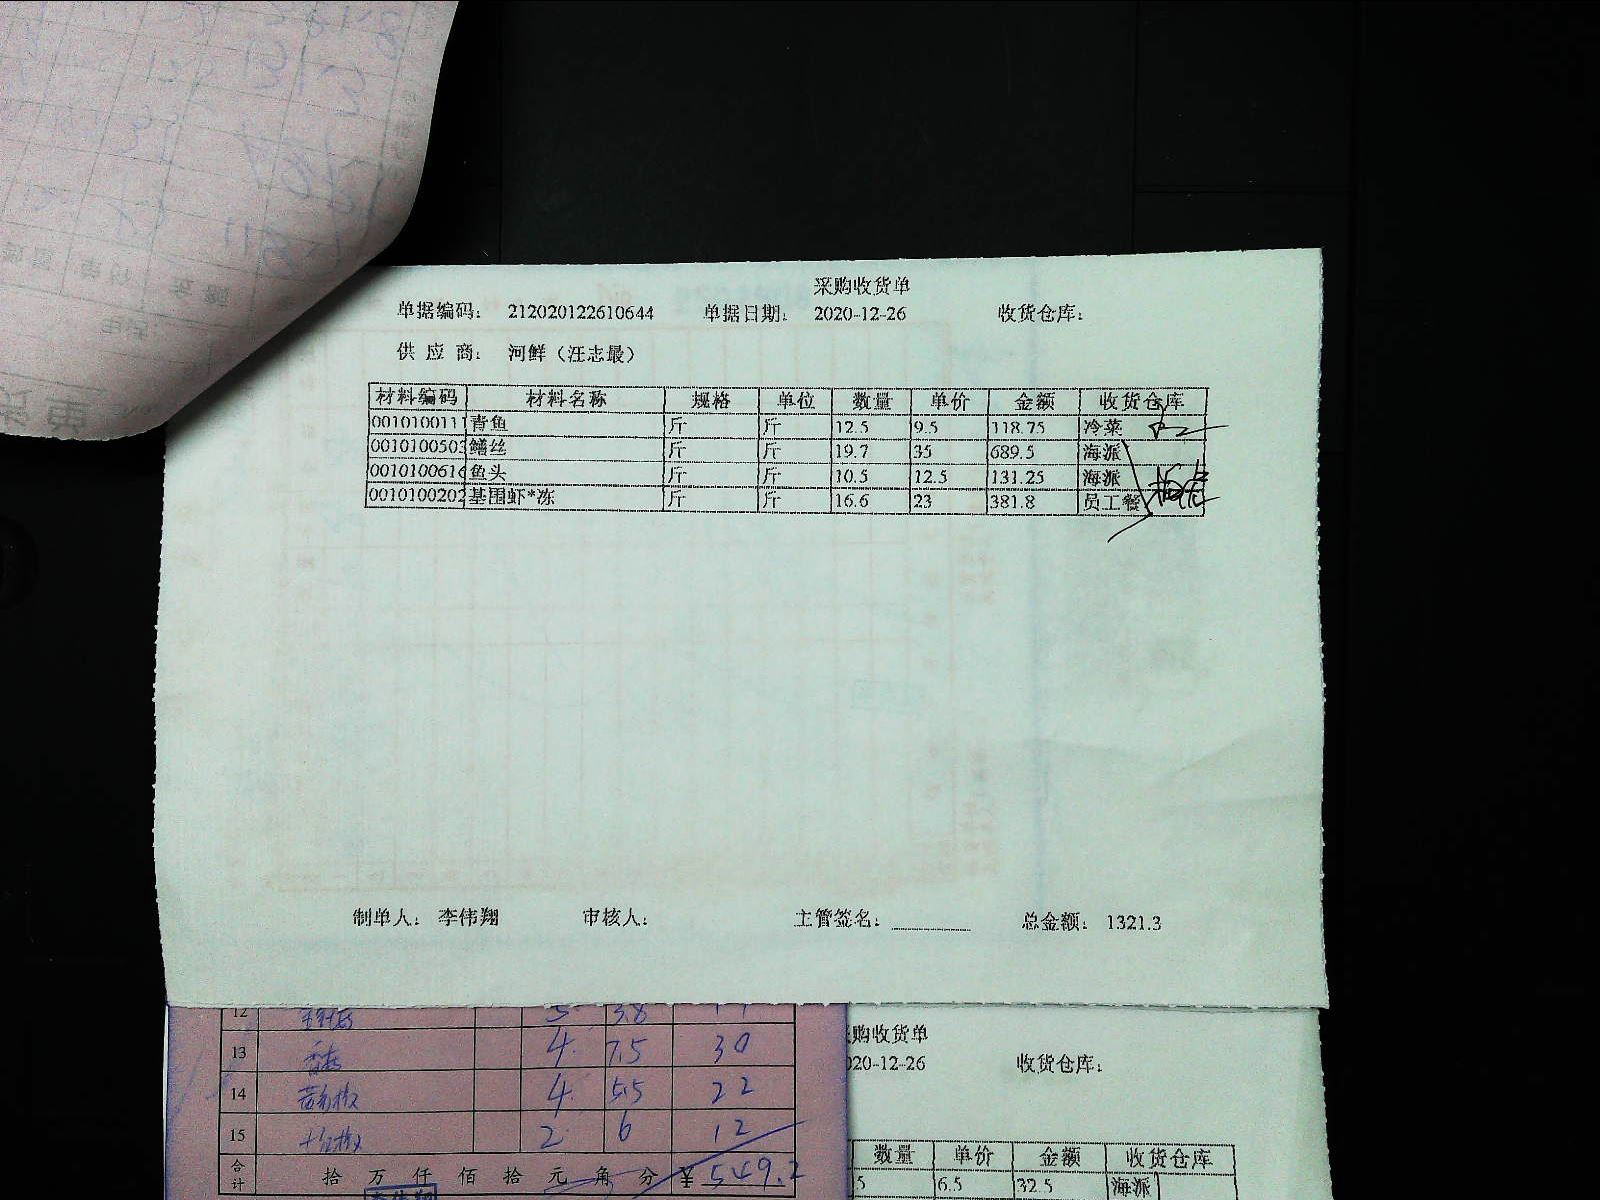 采购收货单
单据编码： 212020122610644 单据日期： 2020-12-26 收货仓库：
供 应 商： 河鲜（汪志最）
材料编码 材料名称 规格 单位 数量 单价 金额 收货仓库
0010100111 青鱼 斤 斤 12.5 9.5 118.75 冷菜
0010100503 鳝丝 斤 斤 19.7 35 689.5 海派
0010100616 鱼头 斤 斤 10.5 12.5 131.25 海派
0010100202 基围虾*冻 斤 斤 16.6 23 381.8 员工餐
制单人： 李伟翔 审核人： 主管签名： 总金额： 1321.3
12 5 3.8
13 4 7.5 30
14 4 5.5 22
15 2 6 12
合计 拾 万 仟 佰 拾 元 角 分 ¥ 549.2
购收货单
020-12-26 收货仓库：
数量 单价 金额 收货仓库
5 6.5 32.5 海派